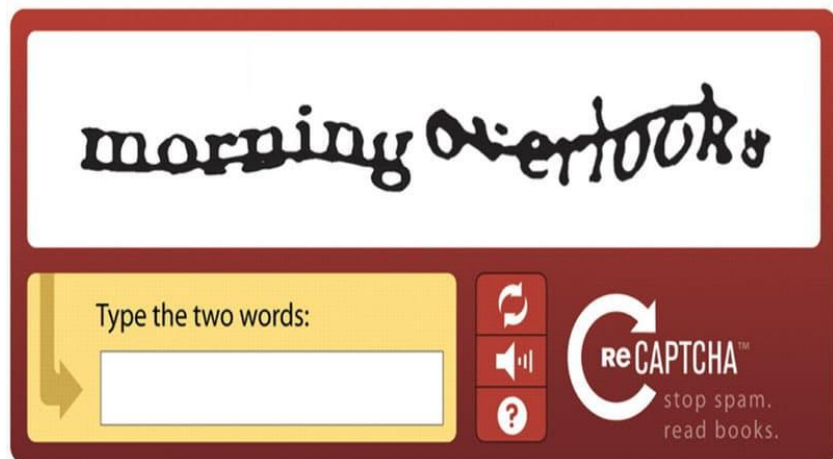 morning overlooks
Type the two words:
?
ReCAPTCHA™
stop spam.
read books.